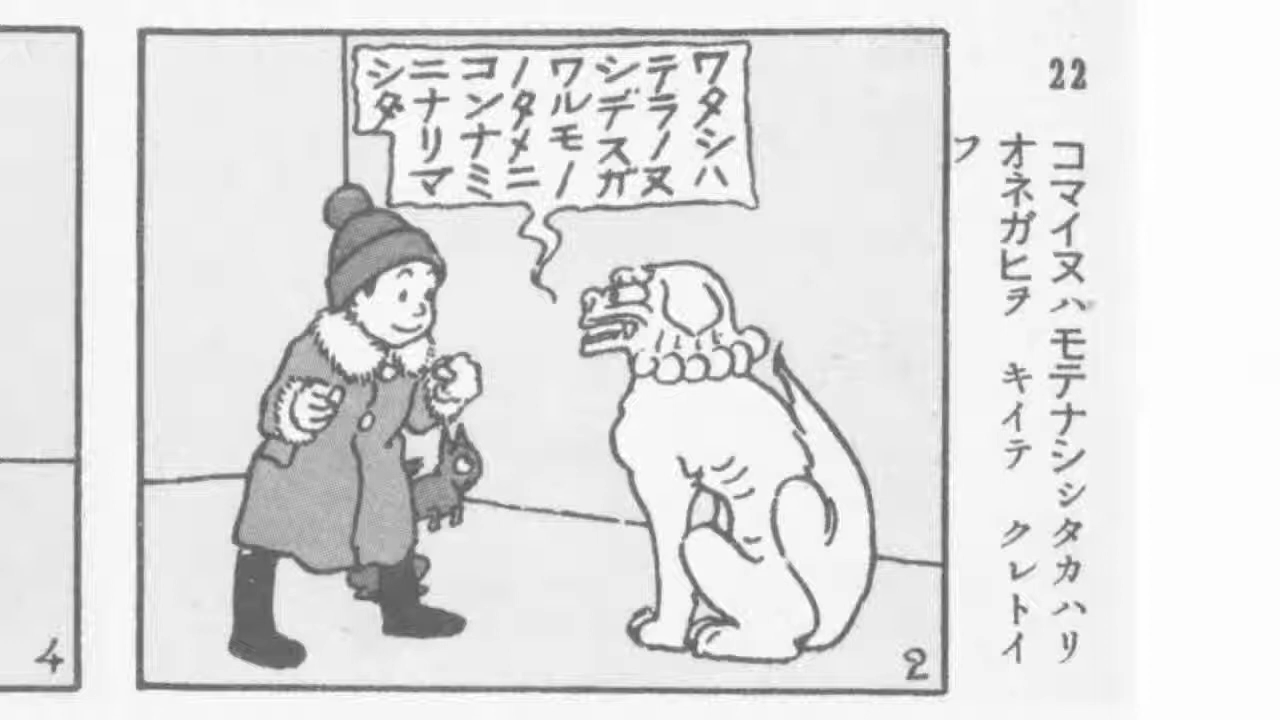 22
コマイヌハモテナシシタカハリ
オネガヒヲ キイテ クレトイ
フ
ワタシハ
テラノヌ
シデスガ
ワルモノ
ノタメニ
コンナミ
ニナリマ
シタ
2
4